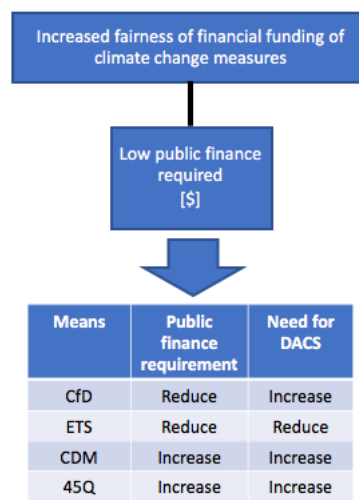 Increased fairness of financial funding of
climate change measures
Low public finance
required
[$]
Means Public Need for
finance DACS
requirement
CfD Reduce Increase
ETS Reduce Reduce
CDM Increase Increase
45Q Increase Increase